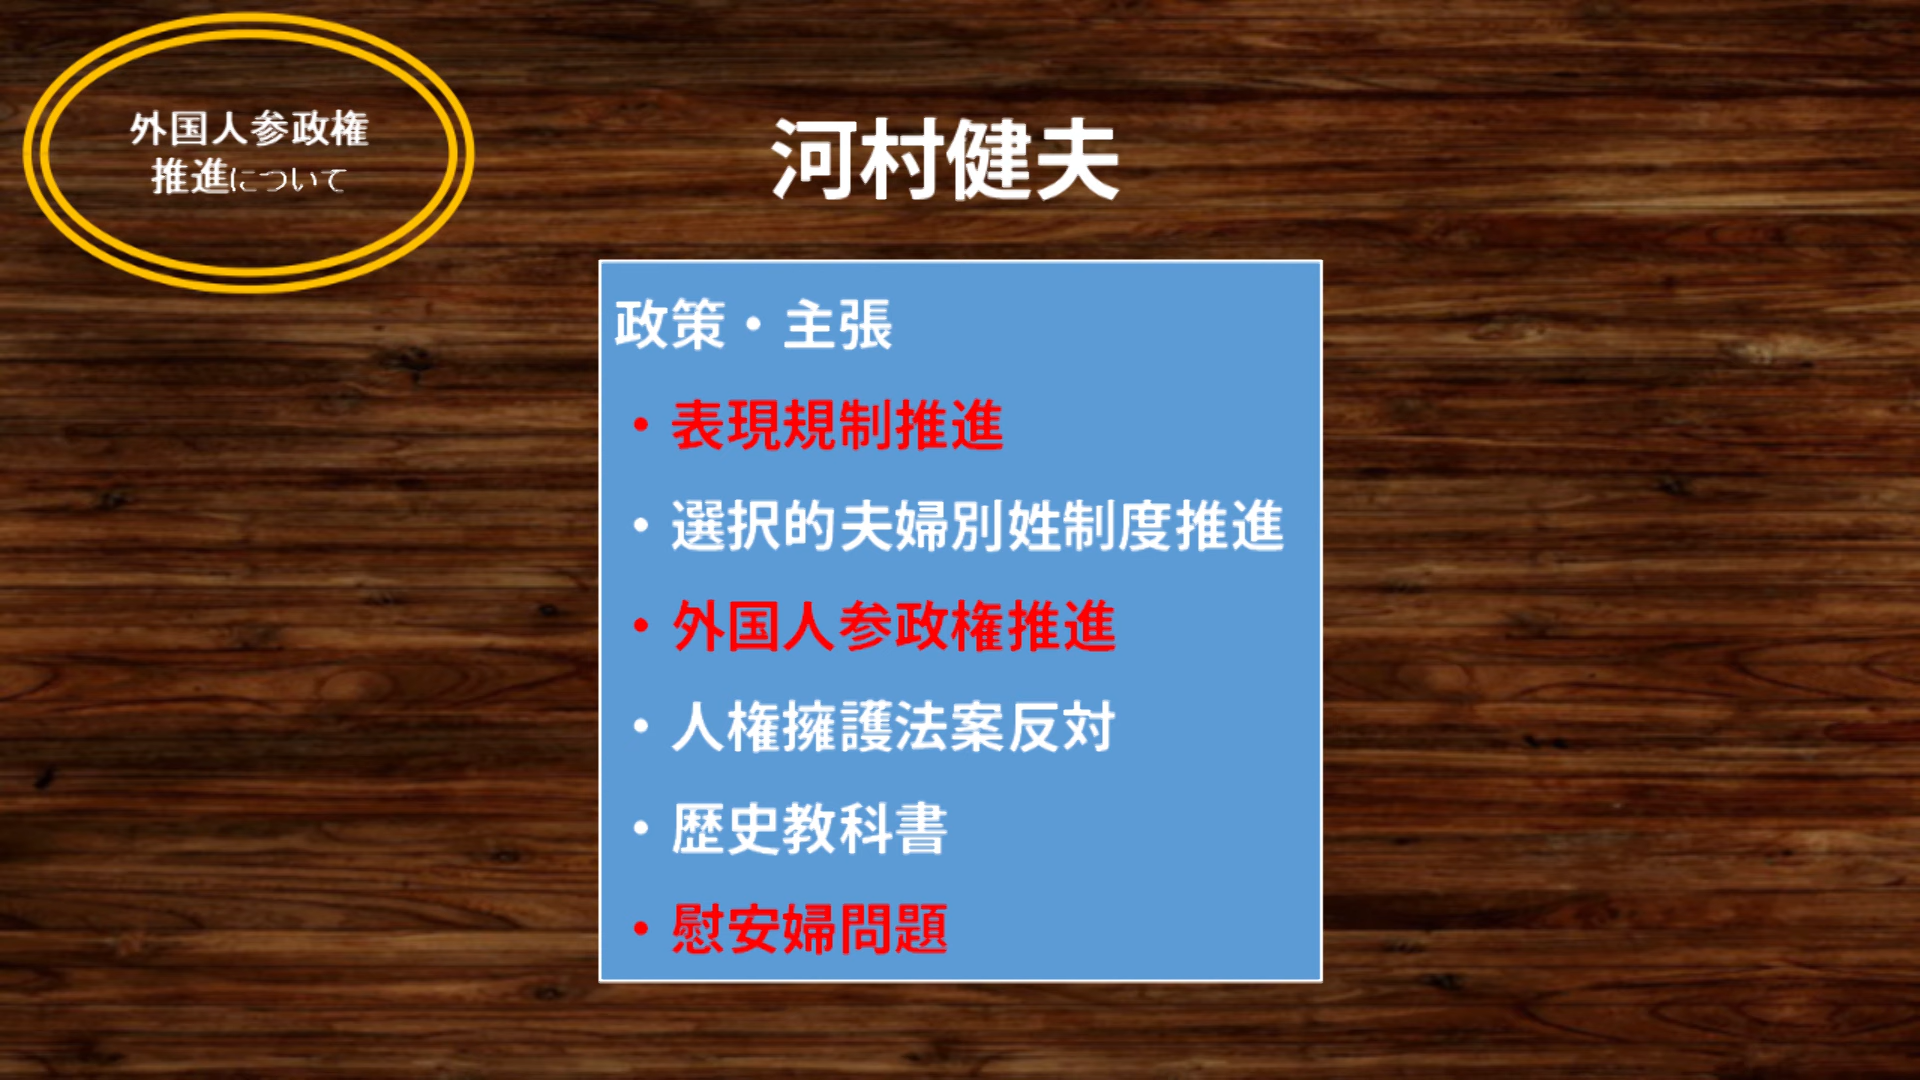 外国人参政権
推進について
河村健夫
政策・主張
・表現規制推進
・選択的夫婦別姓制度推進
・外国人参政権推進
・人権擁護法案反対
・歴史教科書
・慰安婦問題